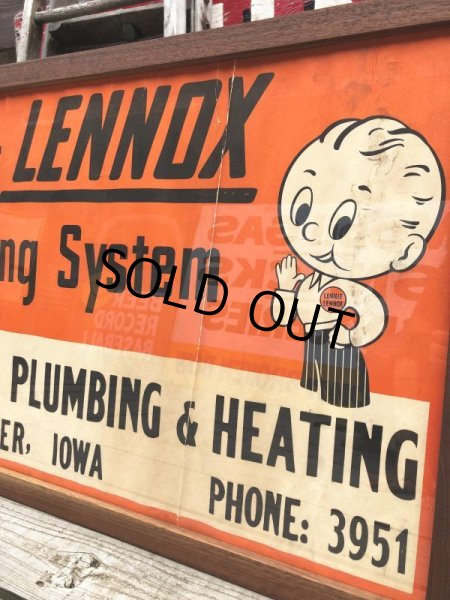 LENNOX
ng System
SOLD OUT
LENNIE
LENNOX
PLUMBING & HEATING
ER, IOWA
PHONE: 3951